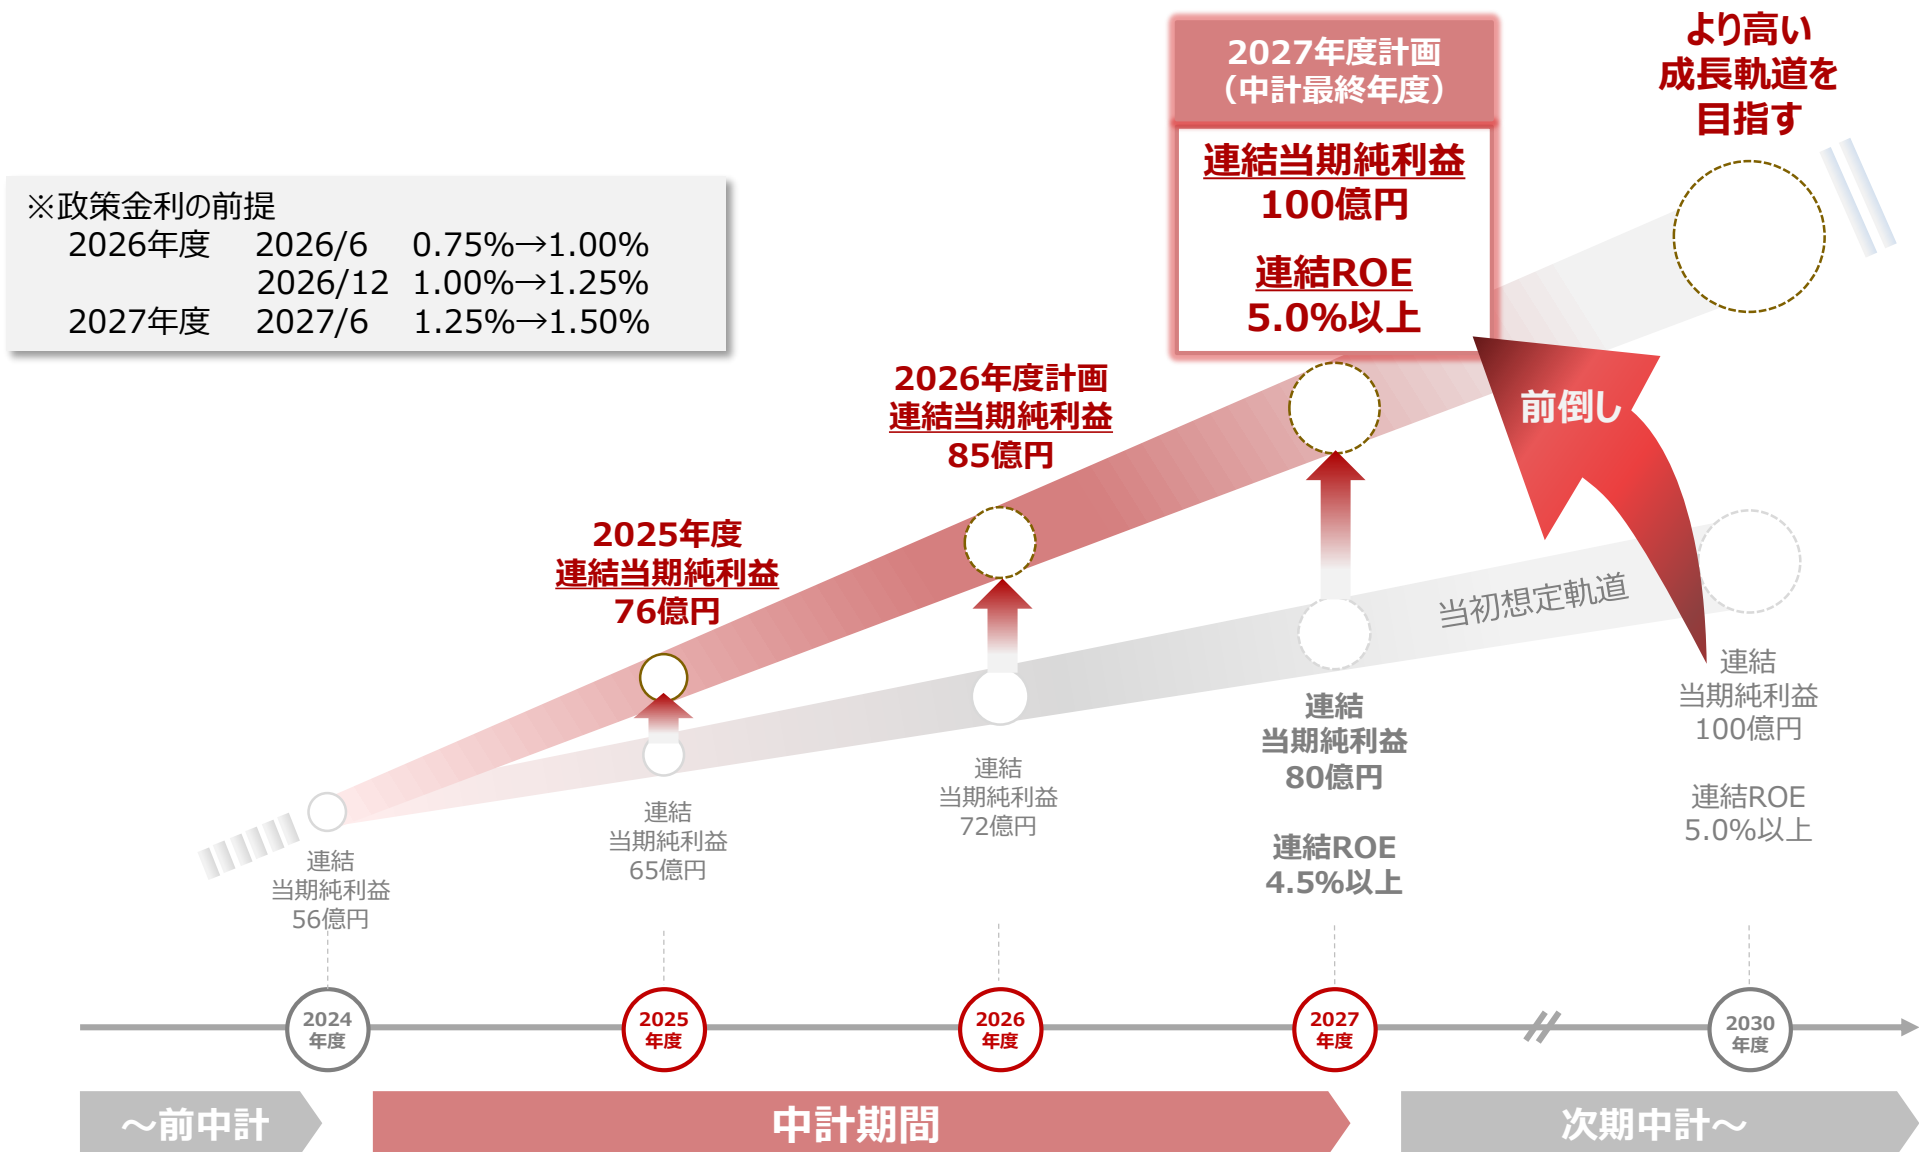 より高い
成長軌道を
目指す
2027年度計画
（中計最終年度）
連結当期純利益
100億円
連結ROE
5.0%以上
※政策金利の前提
2026年度 2026/6 0.75%→1.00%
2026/12 1.00%→1.25%
2027年度 2027/6 1.25%→1.50%
2026年度計画
連結当期純利益
85億円
前倒し
2025年度
連結当期純利益
76億円
当初想定軌道
連結
当期純利益
56億円
連結
当期純利益
65億円
連結
当期純利益
72億円
連結
当期純利益
80億円
連結ROE
4.5%以上
連結
当期純利益
100億円
連結ROE
5.0%以上
2024
年度
2025
年度
2026
年度
2027
年度
2030
年度
～前中計
中計期間
次期中計～